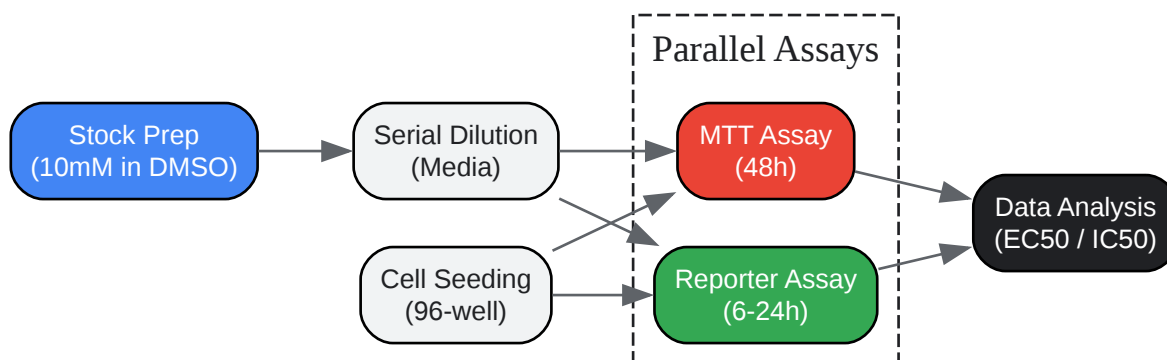 Parallel Assays
Stock Prep
(10mM in DMSO)
Serial Dilution
(Media)
MTT Assay
(48h)
Data Analysis
(EC50 / IC50)
Cell Seeding
(96-well)
Reporter Assay
(6-24h)